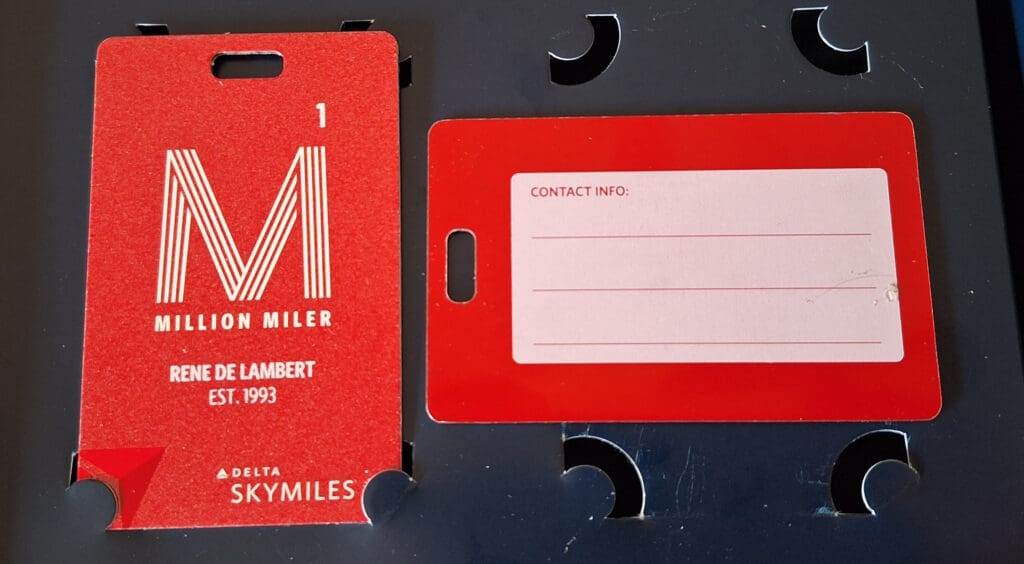 1
M
MILLION MILER
RENE DE LAMBERT
EST. 1993
DELTA
SKYMILES
CONTACT INFO: